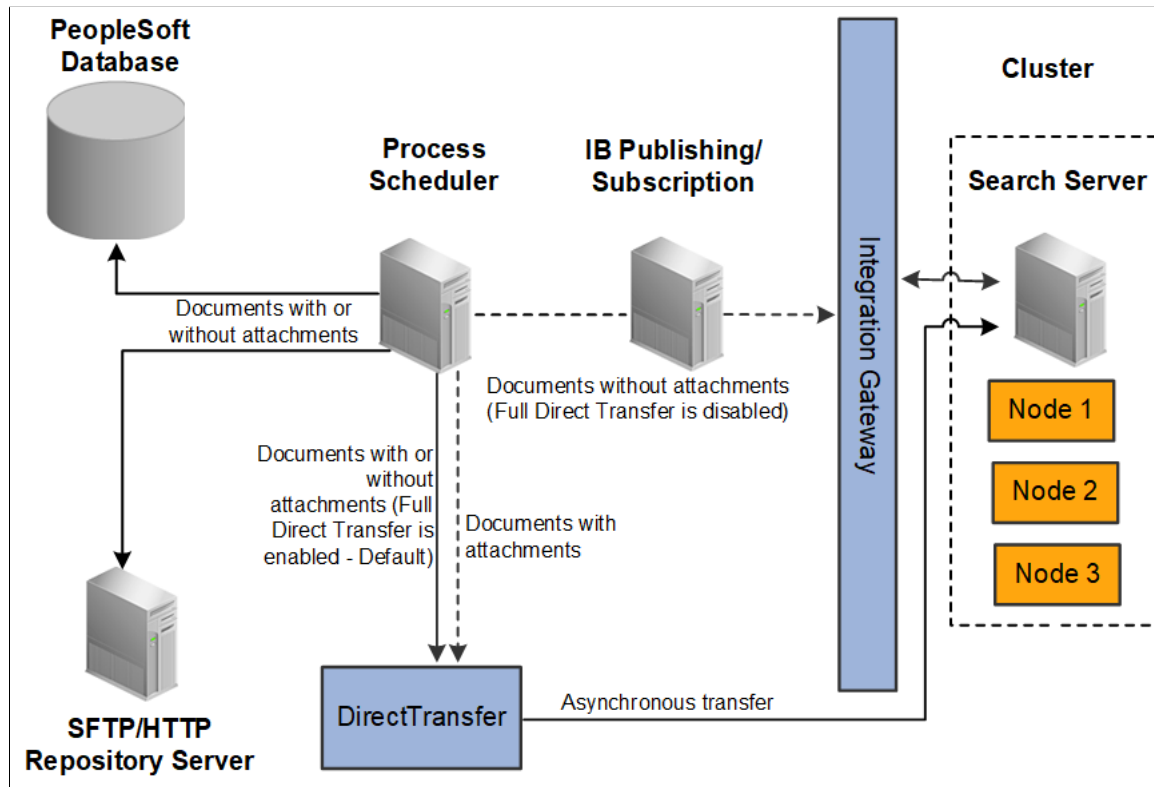 PeopleSoft
Database
Process
Scheduler
IB Publishing/
Subscription
Integration Gateway
Cluster
Search Server
Documents with or
without attachments
Documents without attachments
(Full Direct Transfer is disabled)
Documents with or
without
attachments (Full
Direct Transfer is
enabled - Default)
Documents with
attachments
Node 1
Node 2
Node 3
SFTP/HTTP
Repository Server
DirectTransfer
Asynchronous transfer